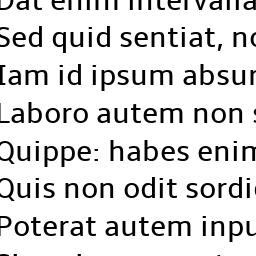 Dat enim intervalla
Sed quid sentiat,
Iam id ipsum absur
Laboro autem non
Quippe: habes enim
Quis non odit sordi
Poterat autem inpu